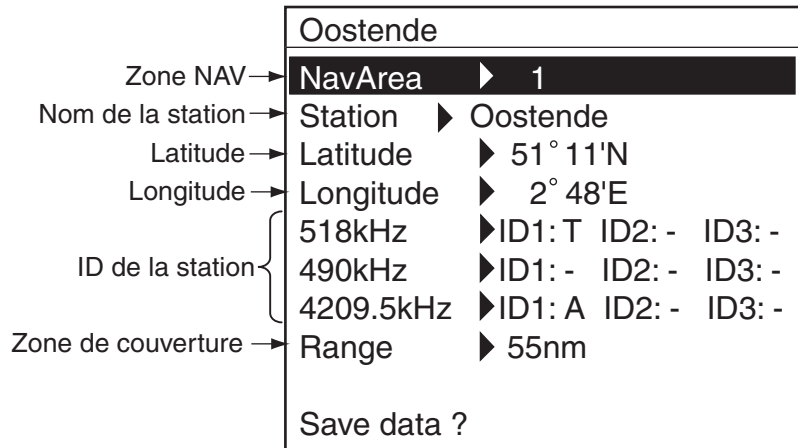 Oostende
Zone NAV NavArea 1
Nom de la station Station Oostende
Latitude Latitude 51°11'N
Longitude Longitude 2°48'E
518kHz ID1: T ID2: - ID3: -
ID de la station 490kHz ID1: - ID2: - ID3: -
4209.5kHz ID1: A ID2: - ID3: -
Zone de couverture Range 55nm
Save data ?